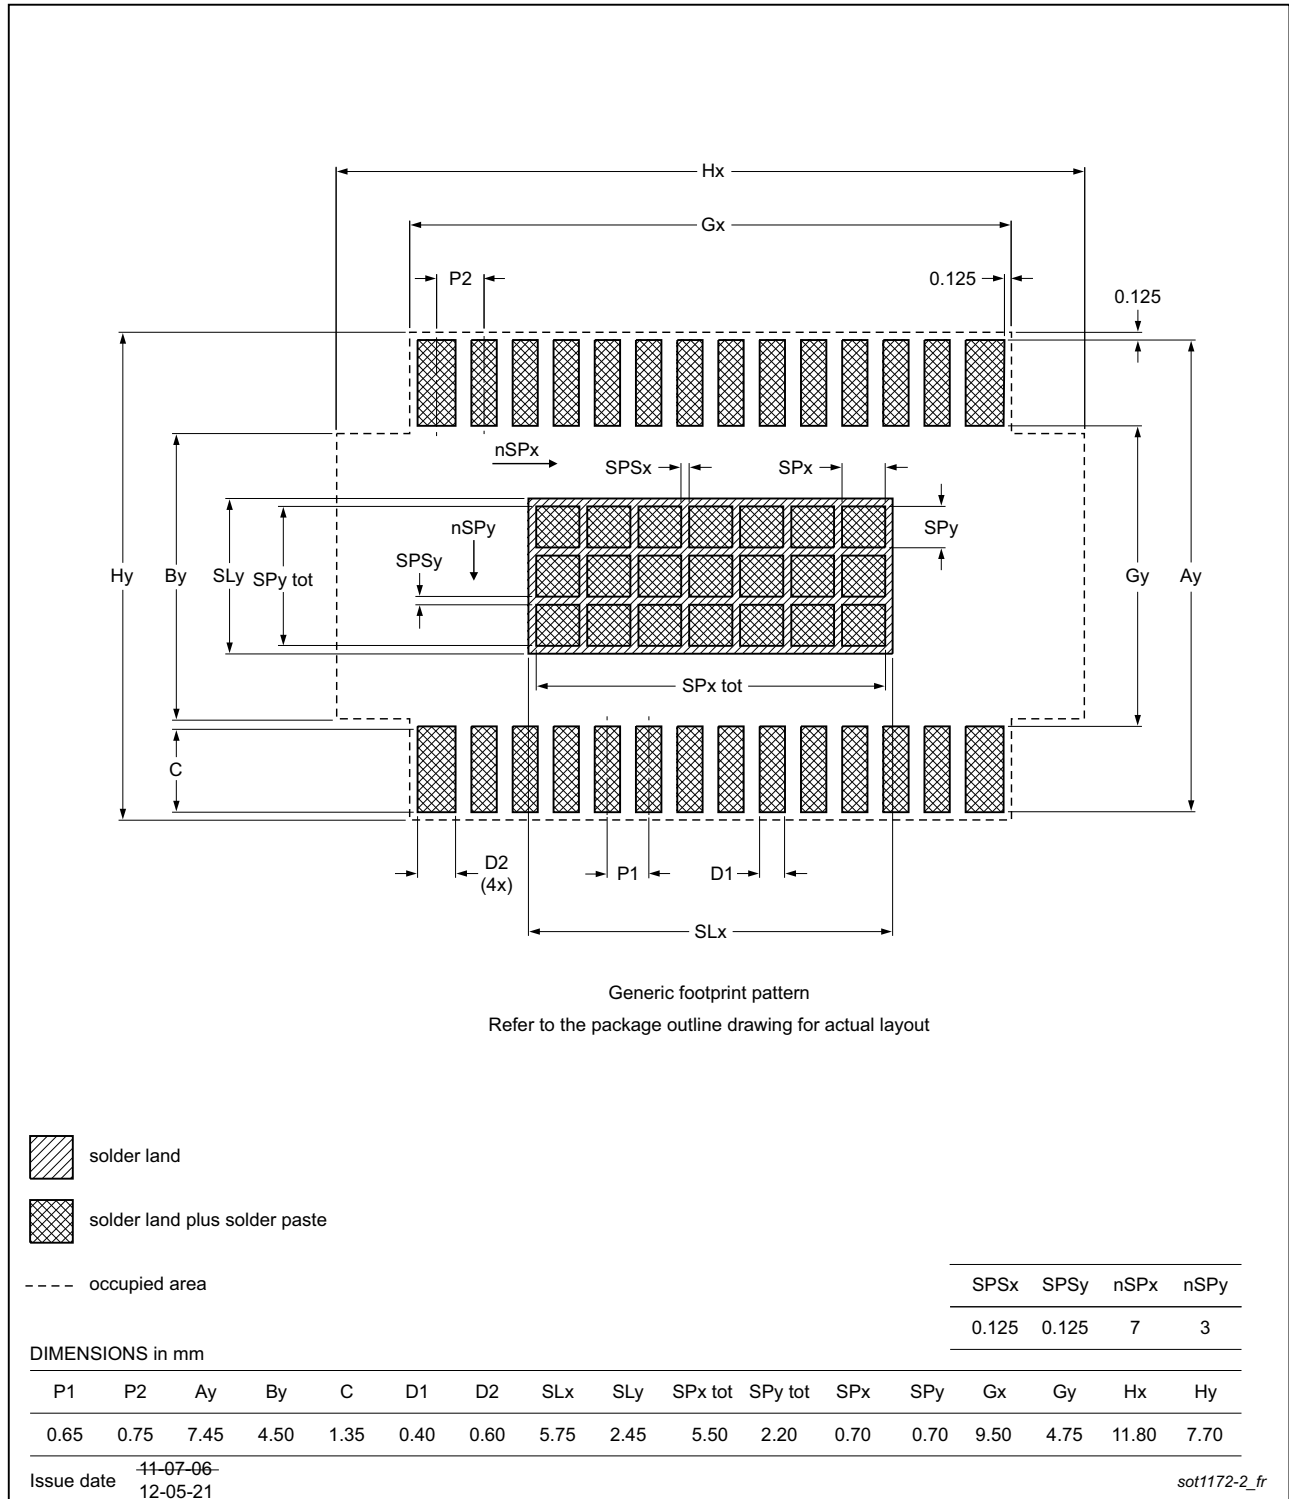 Hx
Gx
P2
0.125
0.125
nSPx
SPSx
SPx
nSPy
SPy
SPSy
Hy
By
SLy
SPy tot
Gy
Ay
SPx tot
C
D2
(4x)
P1
D1
SLx
Generic footprint pattern
Refer to the package outline drawing for actual layout
solder land
solder land plus solder paste
occupied area
SPSx SPSy nSPx nSPy
0.125 0.125 7 3
DIMENSIONS in mm
P1 P2 Ay By C D1 D2 SLx SLy SPx tot SPy tot SPx SPy Gx Gy Hx Hy
0.65 0.75 7.45 4.50 1.35 0.40 0.60 5.75 2.45 5.50 2.20 0.70 0.70 9.50 4.75 11.80 7.70
Issue date
11-07-06
12-05-21
sot1172-2_fr